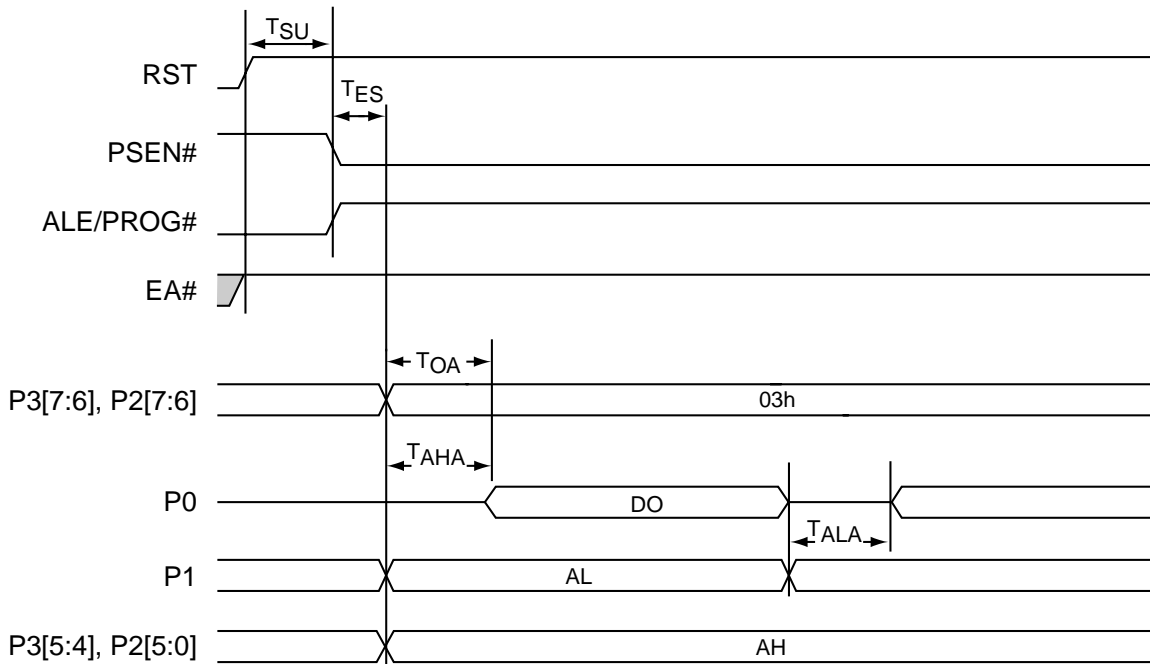 TSU
RST
TES
PSEN#
ALE/PROG#
EA#
TOA
P3[7:6], P2[7:6]
03h
TAHA
P0
DO
TALA
P1
AL
P3[5:4], P2[5:0]
AH